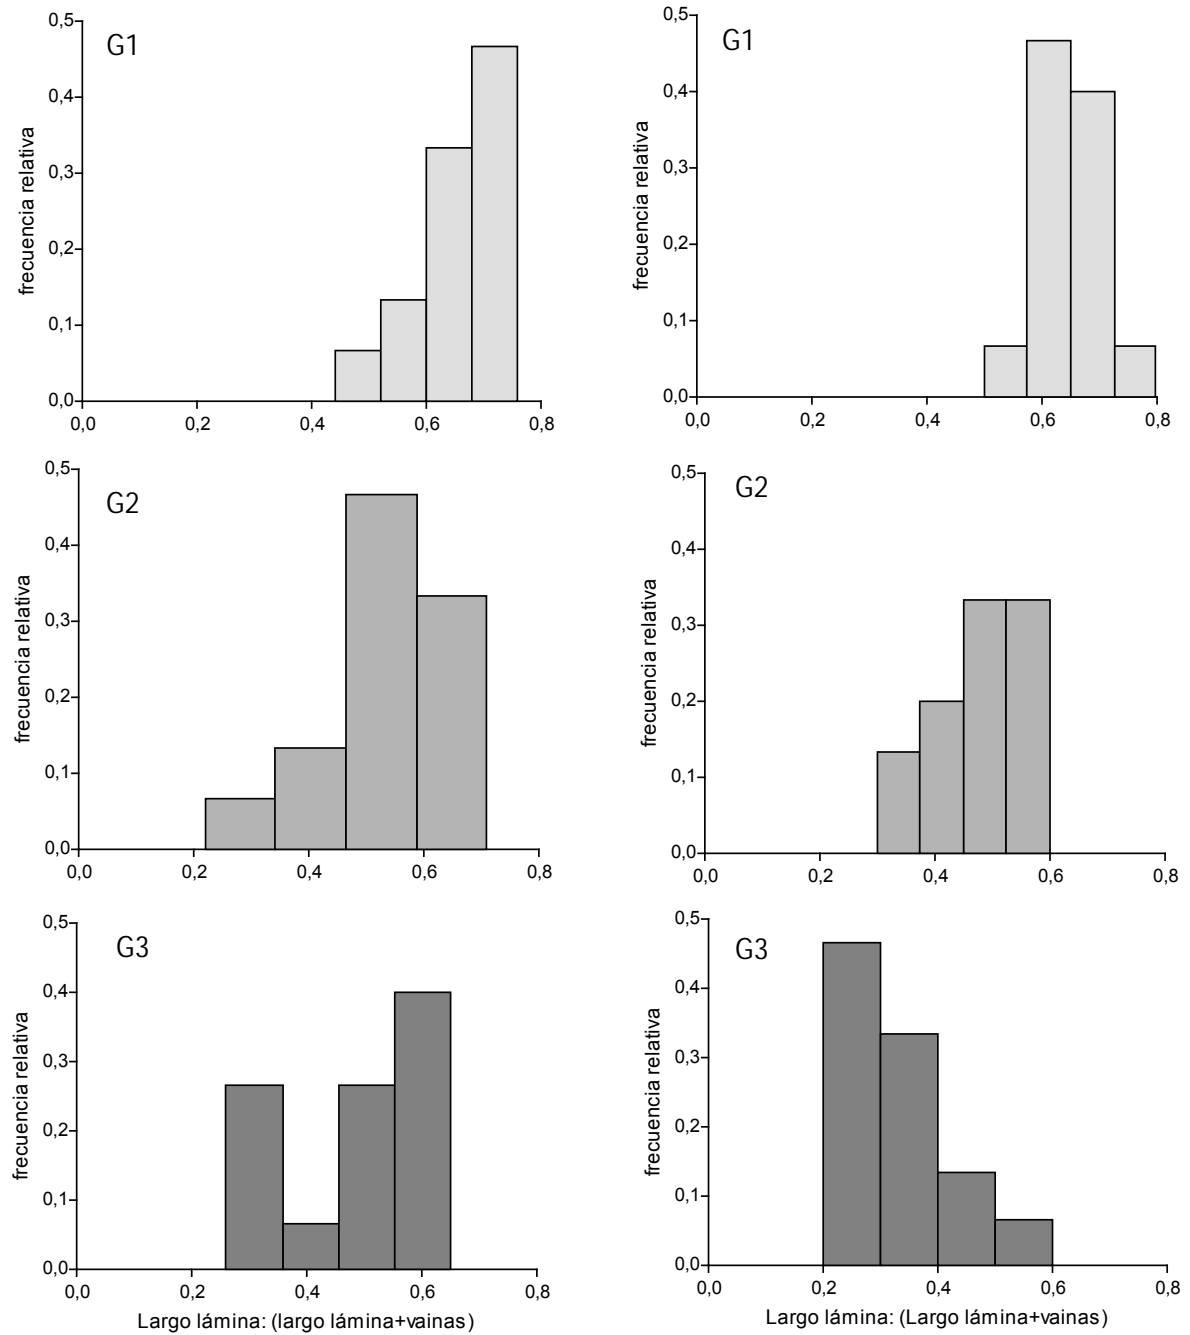 G1
frecuencia relativa
0,5
0,4
0,3
0,2
0,1
0,0
0,0 0,2 0,4 0,6 0,8
G1
frecuencia relativa
0,5
0,4
0,3
0,2
0,1
0,0
0,0 0,2 0,4 0,6 0,8
G2
frecuencia relativa
0,5
0,4
0,3
0,2
0,1
0,0
0,0 0,2 0,4 0,6 0,8
G2
frecuencia relativa
0,5
0,4
0,3
0,2
0,1
0,0
0,0 0,2 0,4 0,6 0,8
G3
frecuencia relativa
0,5
0,4
0,3
0,2
0,1
0,0
0,0 0,2 0,4 0,6 0,8
Largo lámina: (largo lámina+vainas)
G3
frecuencia relativa
0,5
0,4
0,3
0,2
0,1
0,0
0,0 0,2 0,4 0,6 0,8
Largo lámina: (Largo lámina+vainas)